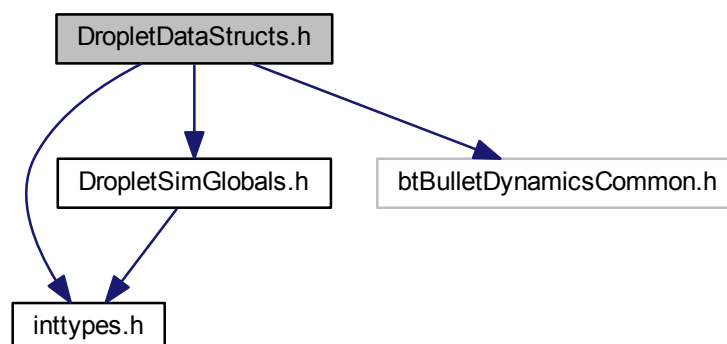 DropletDataStructs.h
DropletSimGlobals.h
btBulletDynamicsCommon.h
inttypes.h